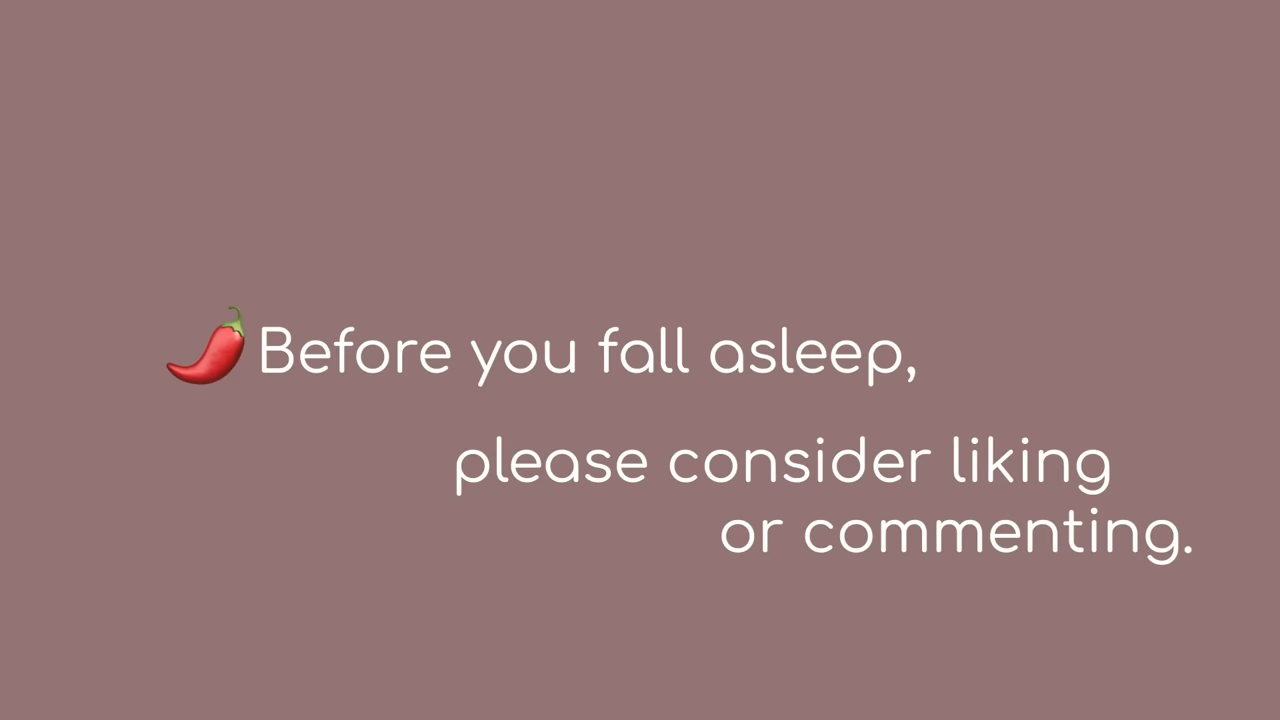 🌶️Before you fall asleep,
please consider liking
or commenting.